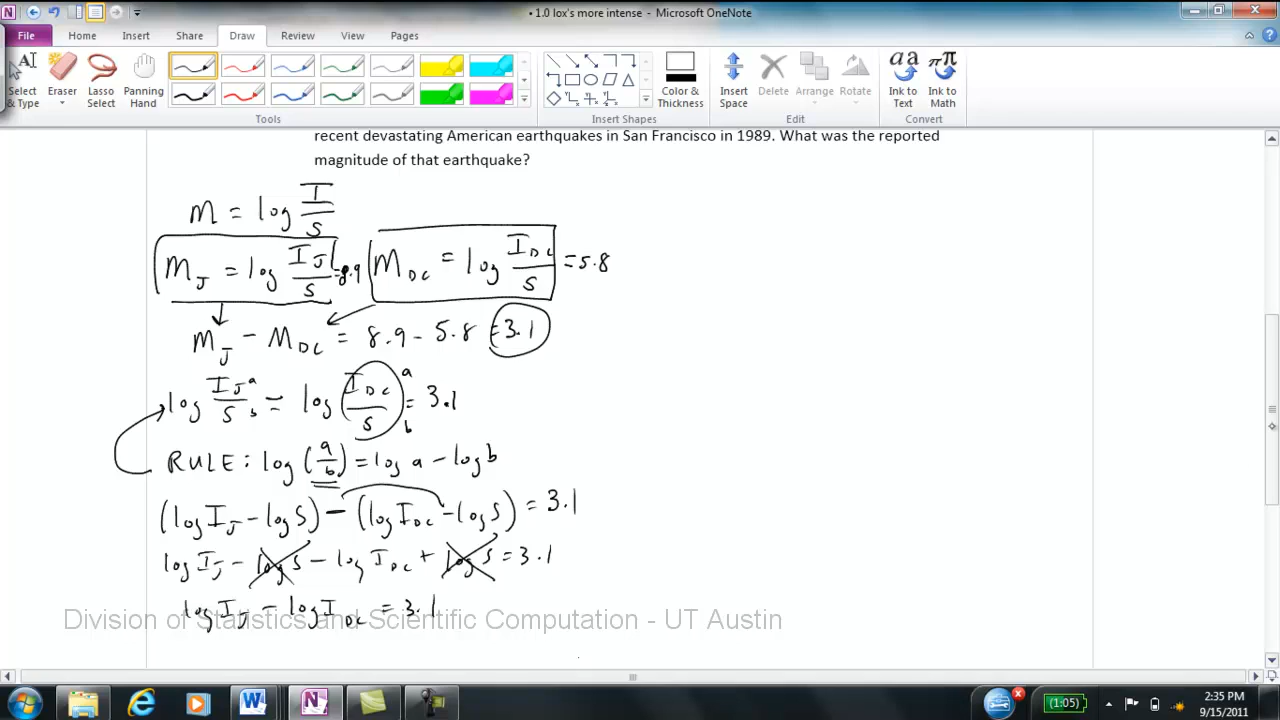 1.0 Iox's more intense - Microsoft OneNote
File Home Insert Share Draw Review View Pages
Select & Type
Eraser
Lasso Select
Panning Hand
Color & Thickness
Insert Space
Delete
Arrange
Rotate
Ink to Text
Ink to Math
Tools Insert Shapes Edit Convert
recent devastating American earthquakes in San Francisco in 1989. What was the reported
magnitude of that earthquake?
M = log I/S
M_J = log I_J/S = 8.9 M_DC = log I_DC/S = 5.8
M_J - M_DC = 8.9 - 5.8 = 3.1
log I_J/S a b - log I_DC/S a b = 3.1
RULE: log (a/b) = log a - log b
(log I_J - log S) - (log I_DC - log S) = 3.1
log I_J - log S - log I_DC + log S = 3.1
log I_J - log I_DC = 3.1
Division of Statistics and Scientific Computation - UT Austin
(1:05)
2:35 PM
9/15/2011